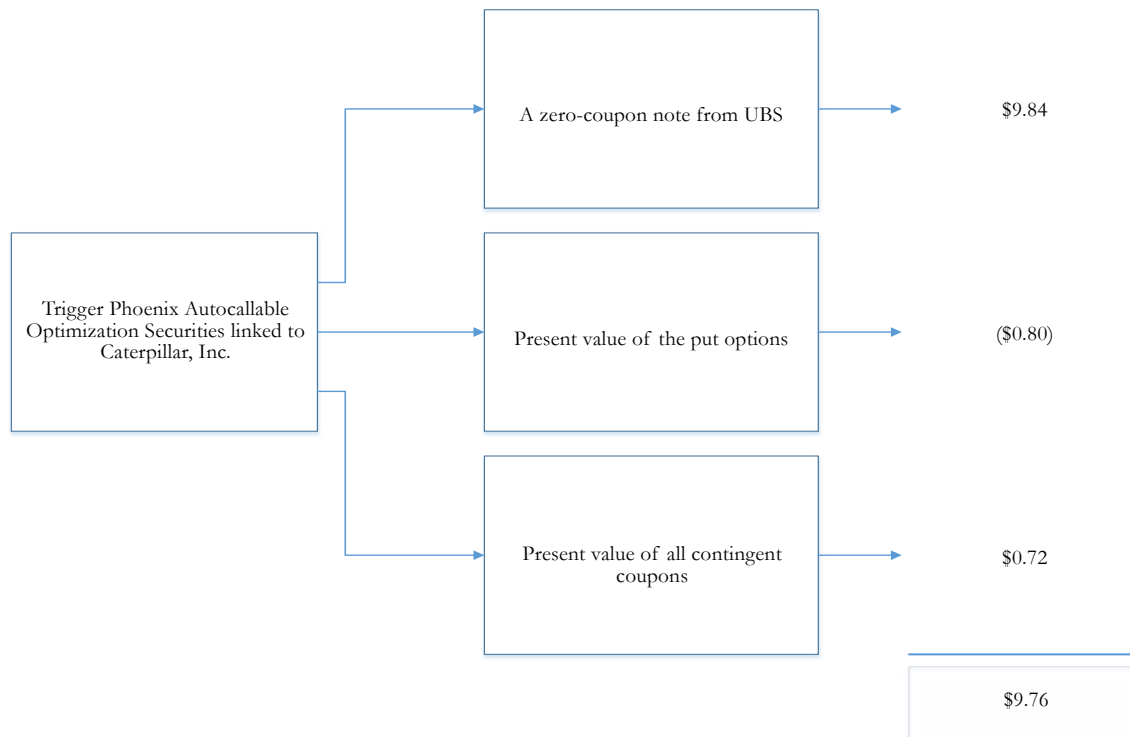 A zero-coupon note from UBS
$9.84
Trigger Phoenix Autocallable
Optimization Securities linked to
Caterpillar, Inc.
Present value of the put options
($0.80)
Present value of all contingent
coupons
$0.72
$9.76